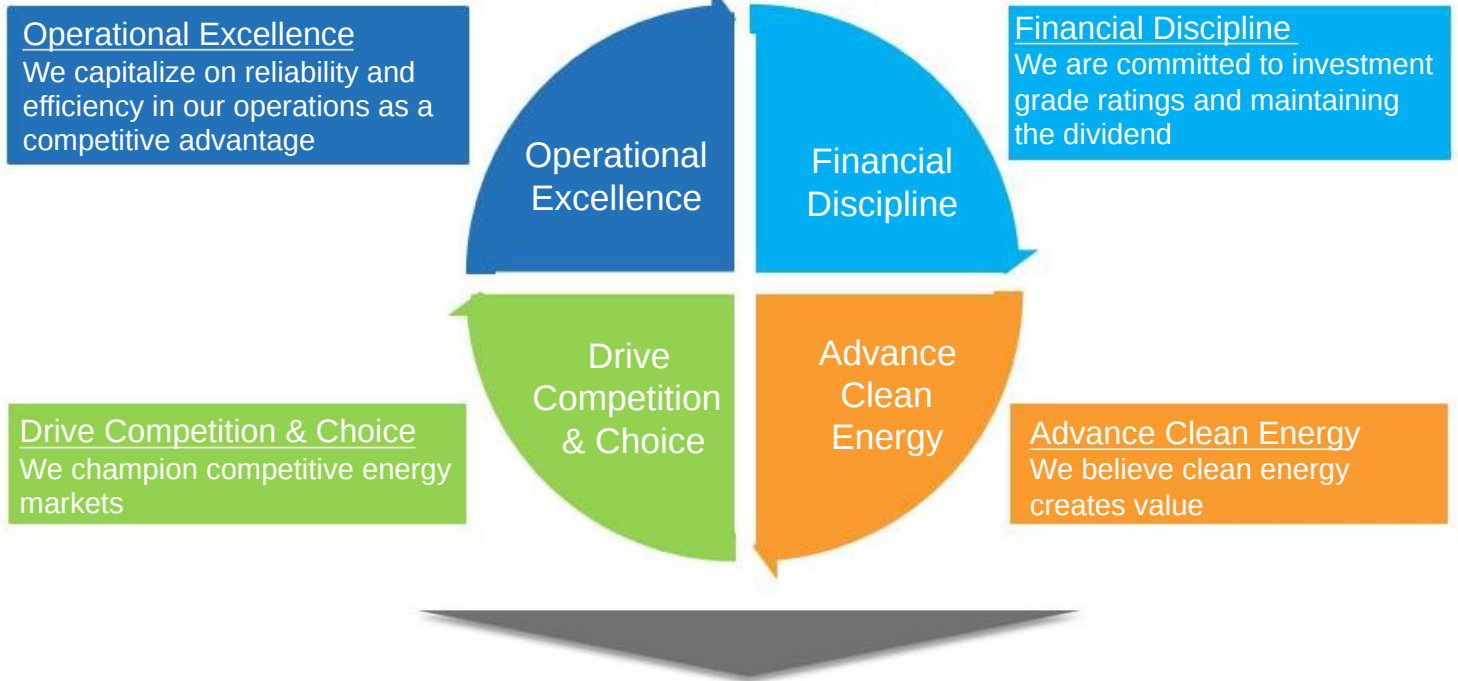 Operational Excellence
We capitalize on reliability and
efficiency in our operations as a
competitive advantage
Operational
Excellence
Financial
Discipline
Financial Discipline
We are committed to investment
grade ratings and maintaining
the dividend
Drive Competition & Choice
We champion competitive energy
markets
Drive
Competition
& Choice
Advance
Clean
Energy
Advance Clean Energy
We believe clean energy
creates value